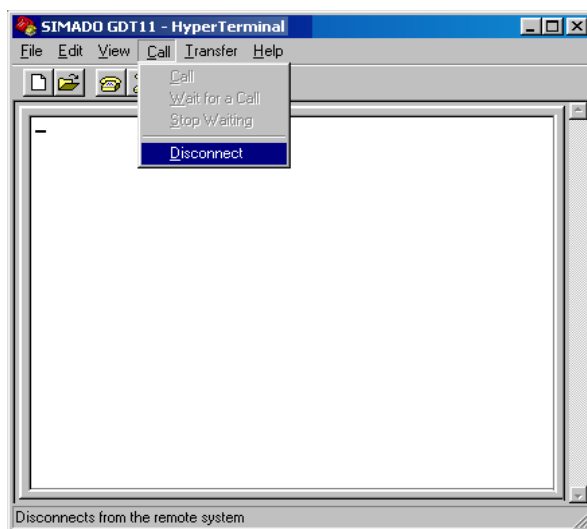 SIMADO GDT11 - HyperTerminal
File Edit View Call Transfer Help
Call
Wait for a Call
Stop Waiting
Disconnect
Disconnects from the remote system